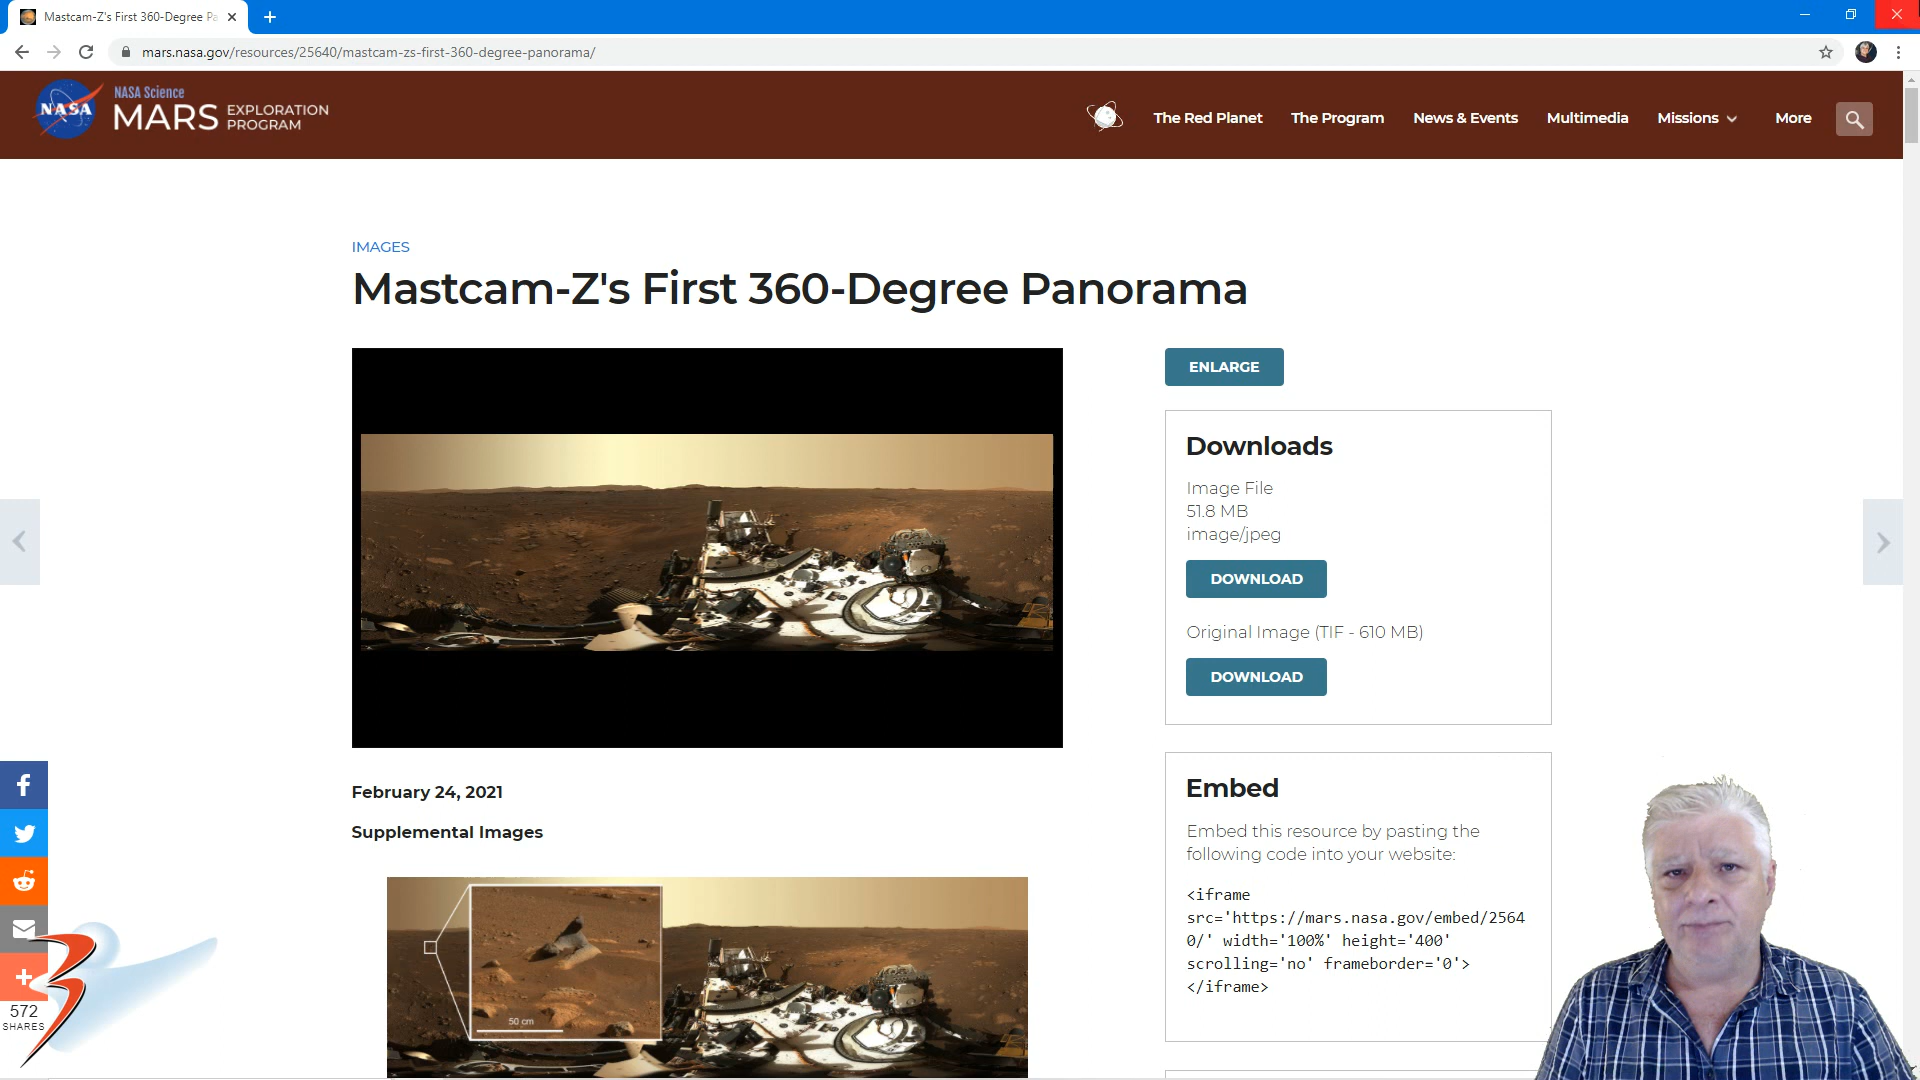 Mastcam-Z's First 360-Degree Pa
mars.nasa.gov/resources/25640/mastcam-zs-first-360-degree-panorama/
NASA
NASA Science
MARS EXPLORATION PROGRAM
The Red Planet
The Program
News & Events
Multimedia
Missions
More
IMAGES
Mastcam-Z's First 360-Degree Panorama
ENLARGE
Downloads
Image File
51.8 MB
image/jpeg
DOWNLOAD
Original Image (TIF - 610 MB)
DOWNLOAD
February 24, 2021
Supplemental Images
50 cm
Embed
Embed this resource by pasting the
following code into your website:
<iframe
src='https://mars.nasa.gov/embed/2564
0/' width='100%' height='400'
scrolling='no' frameborder='0'>
</iframe>
572
SHARES